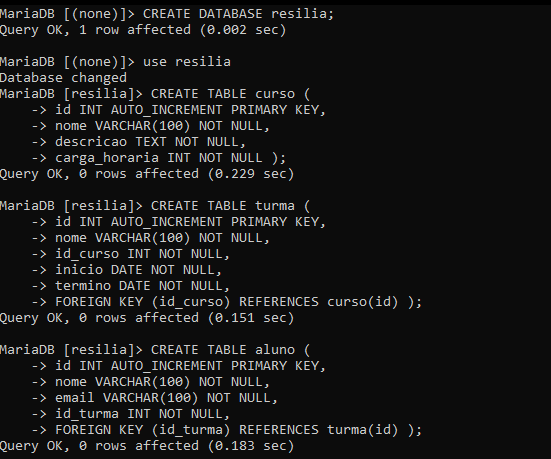 MariaDB [(none)]> CREATE DATABASE resilia;
Query OK, 1 row affected (0.002 sec)
MariaDB [(none)]> use resilia
Database changed
MariaDB [resilia]> CREATE TABLE curso (
    -> id INT AUTO_INCREMENT PRIMARY KEY,
    -> nome VARCHAR(100) NOT NULL,
    -> descricao TEXT NOT NULL,
    -> carga_horaria INT NOT NULL );
Query OK, 0 rows affected (0.229 sec)
MariaDB [resilia]> CREATE TABLE turma (
    -> id INT AUTO_INCREMENT PRIMARY KEY,
    -> nome VARCHAR(100) NOT NULL,
    -> id_curso INT NOT NULL,
    -> inicio DATE NOT NULL,
    -> termino DATE NOT NULL,
    -> FOREIGN KEY (id_curso) REFERENCES curso(id) );
Query OK, 0 rows affected (0.151 sec)
MariaDB [resilia]> CREATE TABLE aluno (
    -> id INT AUTO_INCREMENT PRIMARY KEY,
    -> nome VARCHAR(100) NOT NULL,
    -> email VARCHAR(100) NOT NULL,
    -> id_turma INT NOT NULL,
    -> FOREIGN KEY (id_turma) REFERENCES turma(id) );
Query OK, 0 rows affected (0.183 sec)